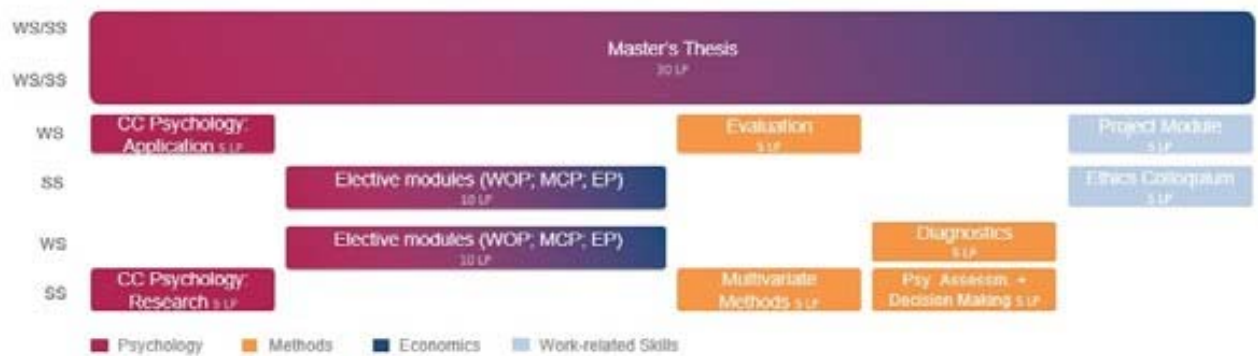 WS/SS
Master's Thesis
30 LP
WS/SS
WS
CC Psychology:
Application 5 LP
Evaluation
5 LP
Project Module
5 LP
SS
Elective modules (WOP; MCP; EP)
10 LP
Ethics Colloquium
5 LP
WS
Elective modules (WOP; MCP; EP)
10 LP
Diagnostics
5 LP
SS
CC Psychology:
Research 5 LP
Multivariate
Methods 5 LP
Psy. Assessm. +
Decision Making 5 LP
Psychology
Methods
Economics
Work-related Skills